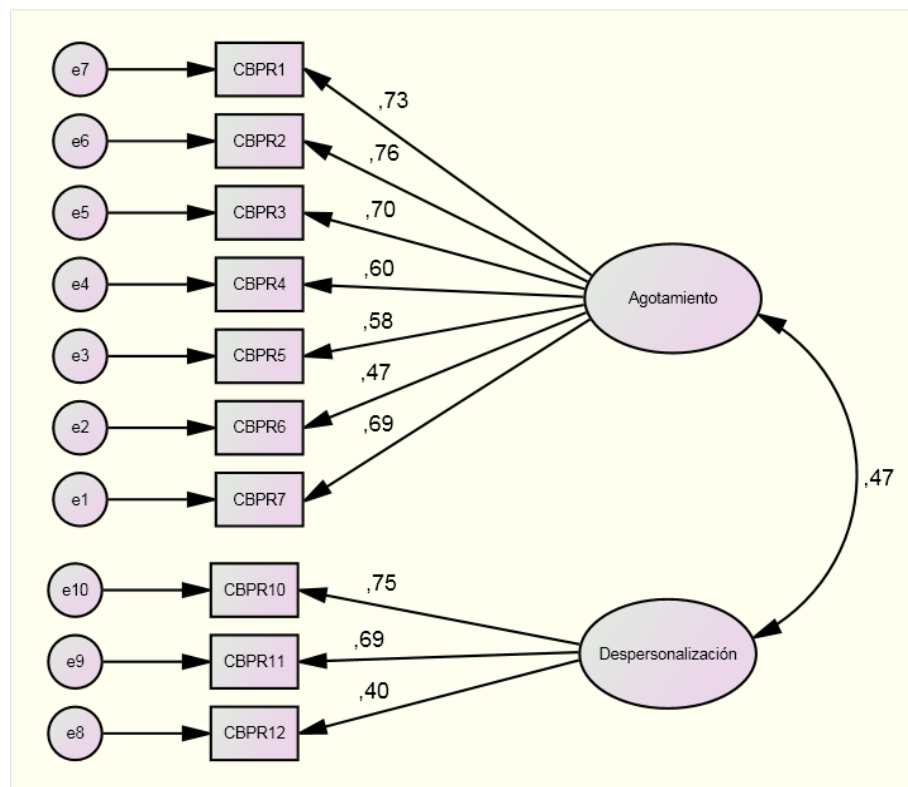 e7
CBPR1
,73
e6
CBPR2
,76
e5
CBPR3
,70
e4
CBPR4
,60
Agotamiento
e3
CBPR5
,58
e2
CBPR6
,47
e1
CBPR7
,69
,47
e10
CBPR10
,75
e9
CBPR11
,69
Despersonalización
e8
CBPR12
,40